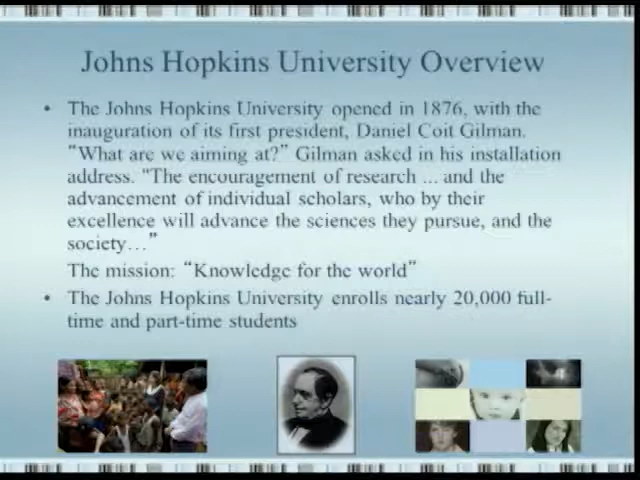 Johns Hopkins University Overview
• The Johns Hopkins University opened in 1876, with the
inauguration of its first president, Daniel Coit Gilman.
“What are we aiming at?” Gilman asked in his installation
address. "The encouragement of research ... and the
advancement of individual scholars, who by their
excellence will advance the sciences they pursue, and the
society…”
The mission: “Knowledge for the world”
• The Johns Hopkins University enrolls nearly 20,000 full-
time and part-time students